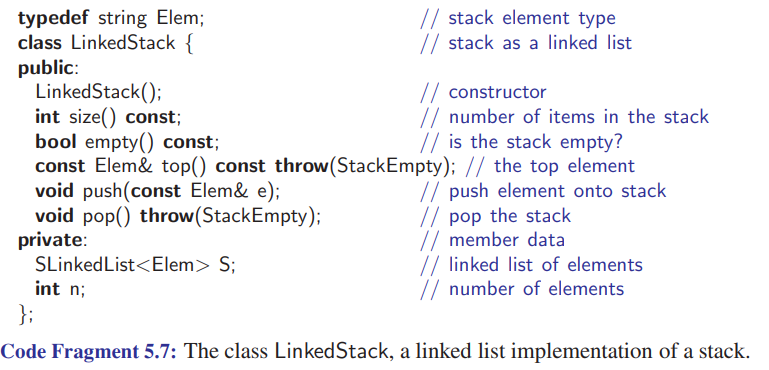 typedef string Elem; // stack element type
class LinkedStack { // stack as a linked list
public:
LinkedStack(); // constructor
int size() const; // number of items in the stack
bool empty() const; // is the stack empty?
const Elem& top() const throw(StackEmpty); // the top element
void push(const Elem& e); // push element onto stack
void pop() throw(StackEmpty); // pop the stack
private: // member data
SLinkedList<Elem> S; // linked list of elements
int n; // number of elements
};
Code Fragment 5.7: The class LinkedStack, a linked list implementation of a stack.